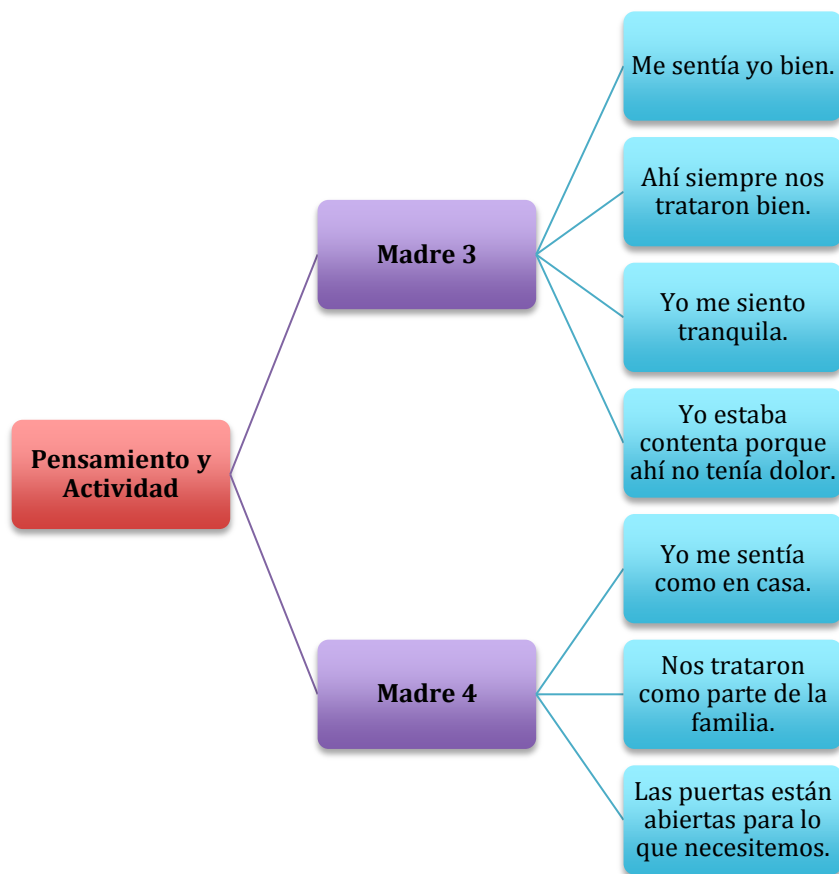 Pensamiento y
Actividad
Madre 3
Me sentía yo bien.
Ahí siempre nos
trataron bien.
Yo me siento
tranquila.
Yo estaba
contenta porque
ahí no tenía dolor.
Madre 4
Yo me sentía
como en casa.
Nos trataron
como parte de la
familia.
Las puertas están
abiertas para lo
que necesitemos.